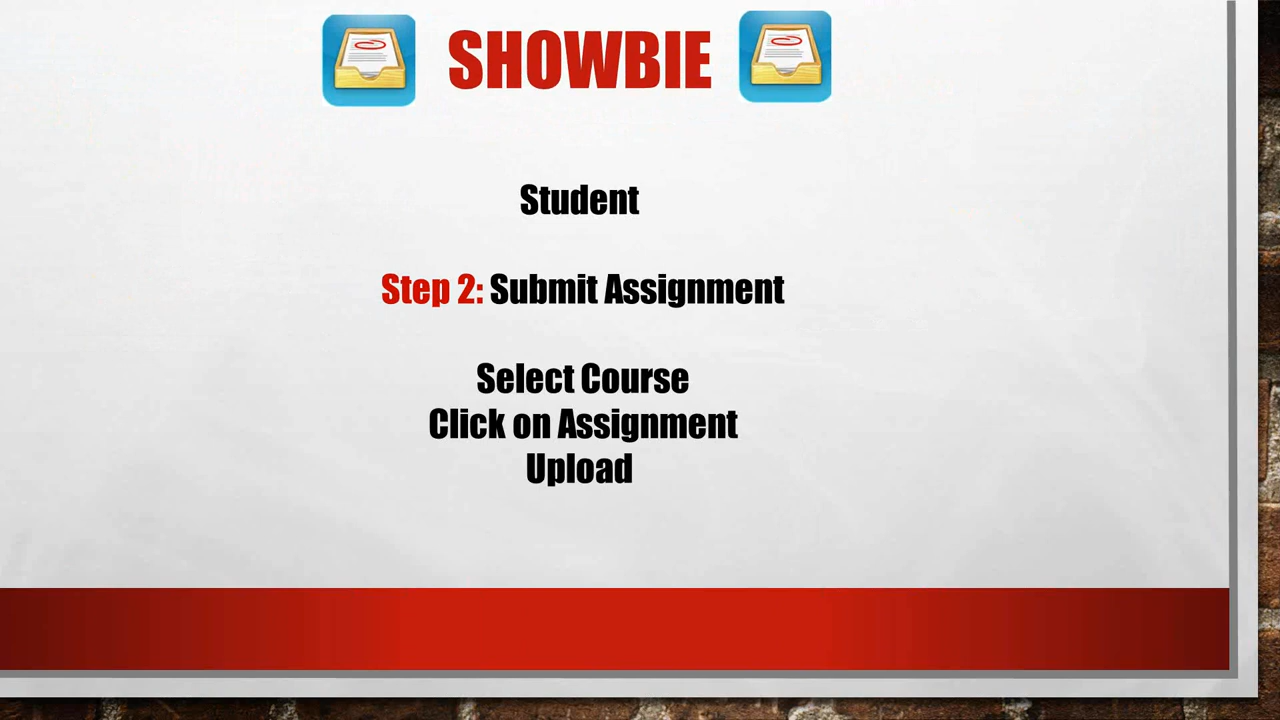 SHOWBIE
Student
Step 2: Submit Assignment
Select Course
Click on Assignment
Upload